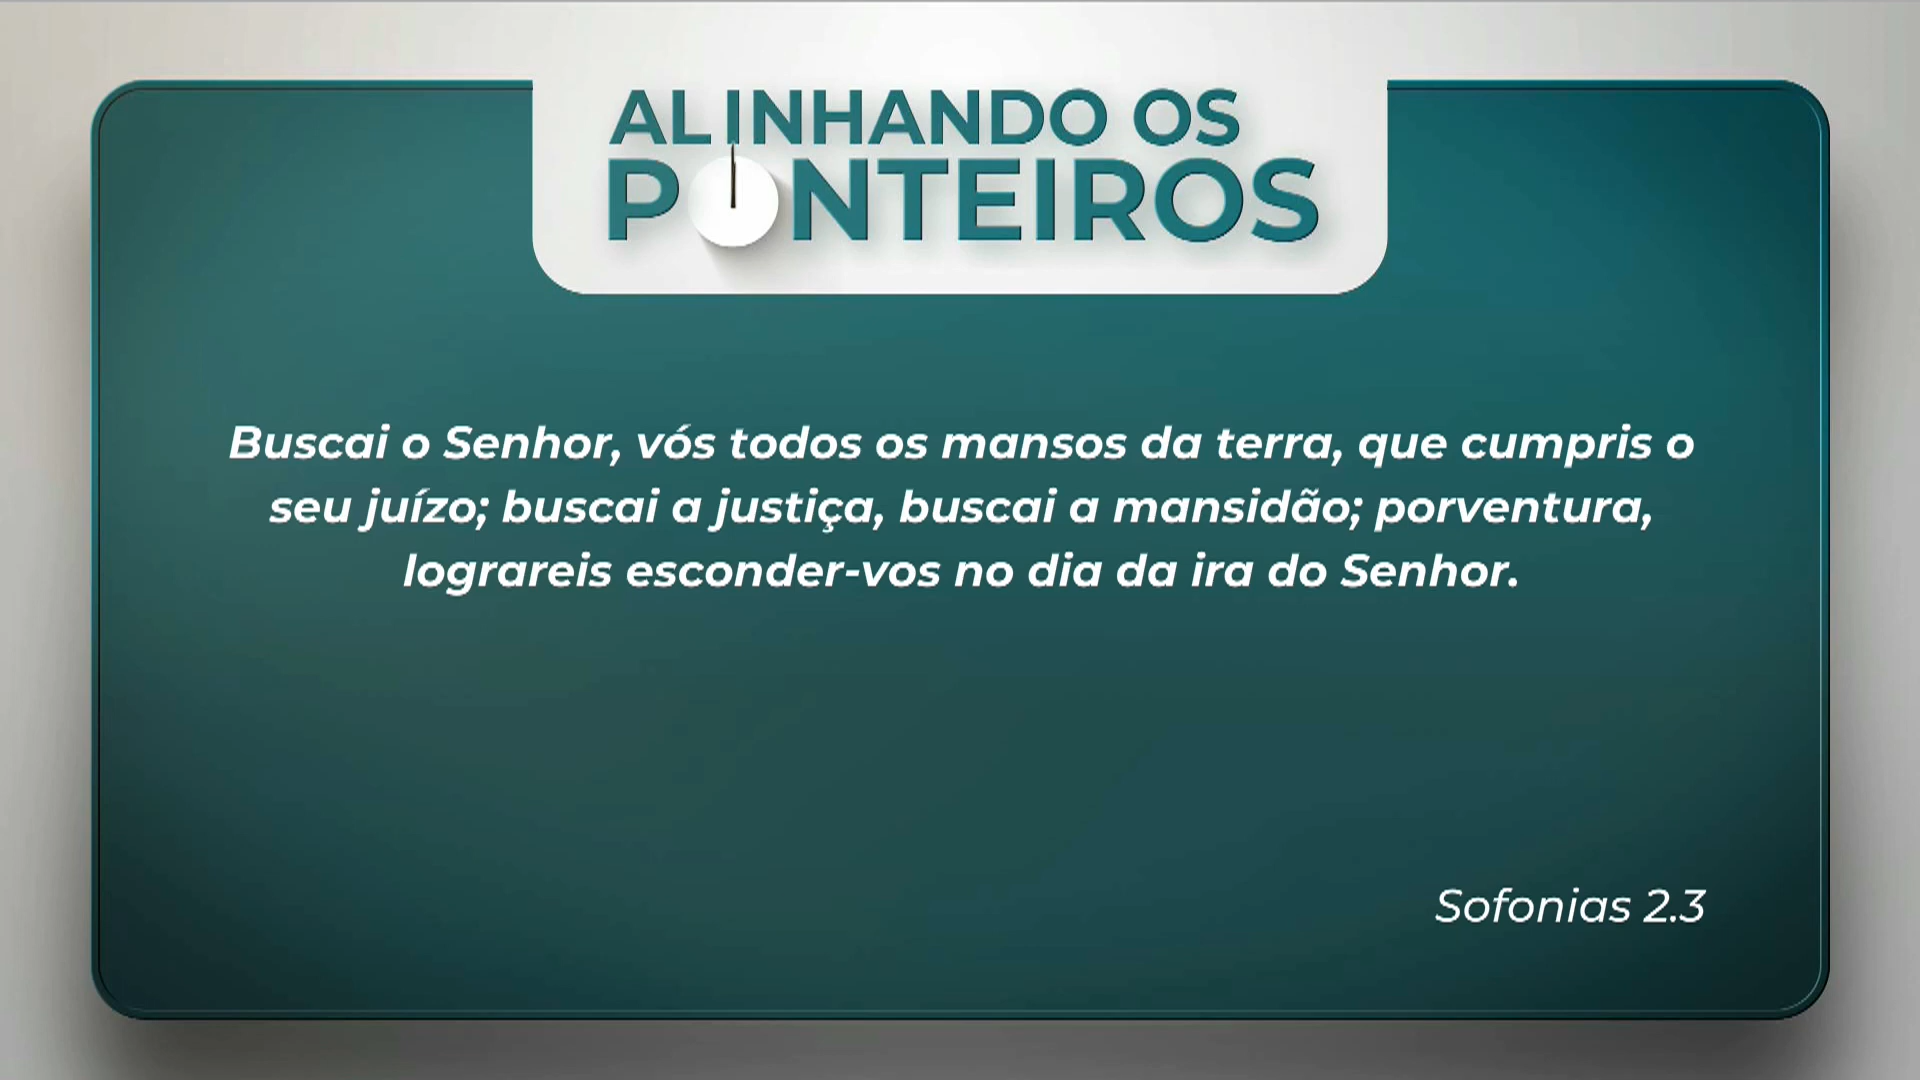 ALINHANDO OS
PONTEIROS
Buscai o Senhor, vós todos os mansos da terra, que cumpris o
seu juízo; buscai a justiça, buscai a mansidão; porventura,
lograreis esconder-vos no dia da ira do Senhor.
Sofonias 2.3